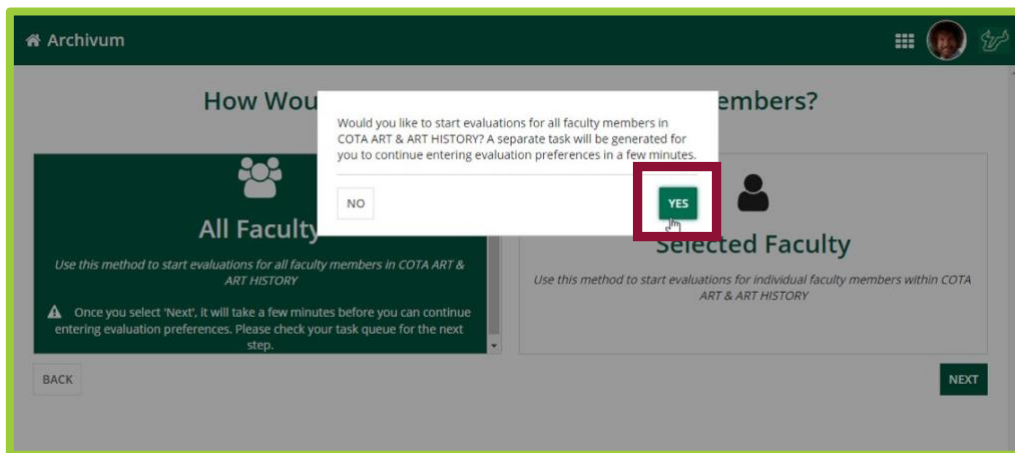 Archivum
How Wou
embers?
Would you like to start evaluations for all faculty members in
COTA ART & ART HISTORY? A separate task will be generated for
you to continue entering evaluation preferences in a few minutes.
NO
YES
All Faculty
Use this method to start evaluations for all faculty members in COTA ART &
ART HISTORY
Once you select 'Next', it will take a few minutes before you can continue
entering evaluation preferences. Please check your task queue for the next
step.
Selected Faculty
Use this method to start evaluations for individual faculty members within COTA
ART & ART HISTORY
BACK
NEXT